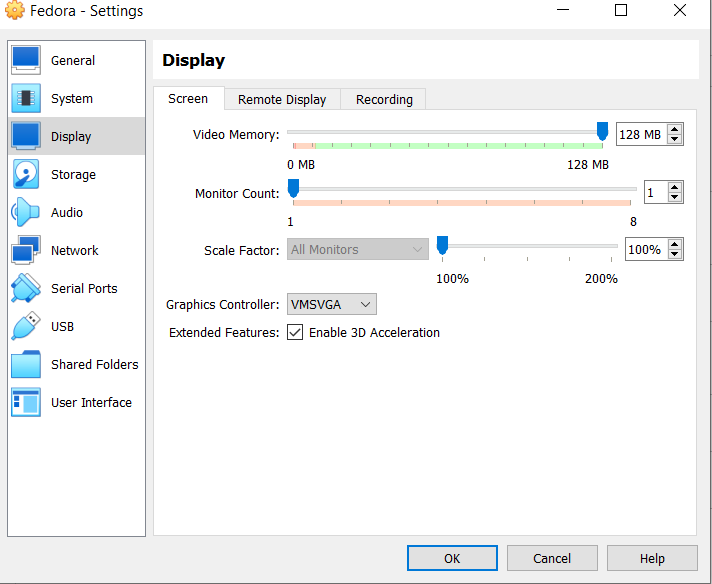 Fedora - Settings
General
System
Display
Storage
Audio
Network
Serial Ports
USB
Shared Folders
User Interface
Display
Screen Remote Display Recording
Video Memory: 128 MB
0 MB 128 MB
Monitor Count: 1
1 8
Scale Factor: All Monitors 100%
100% 200%
Graphics Controller: VMSVGA
Extended Features: Enable 3D Acceleration
OK Cancel Help